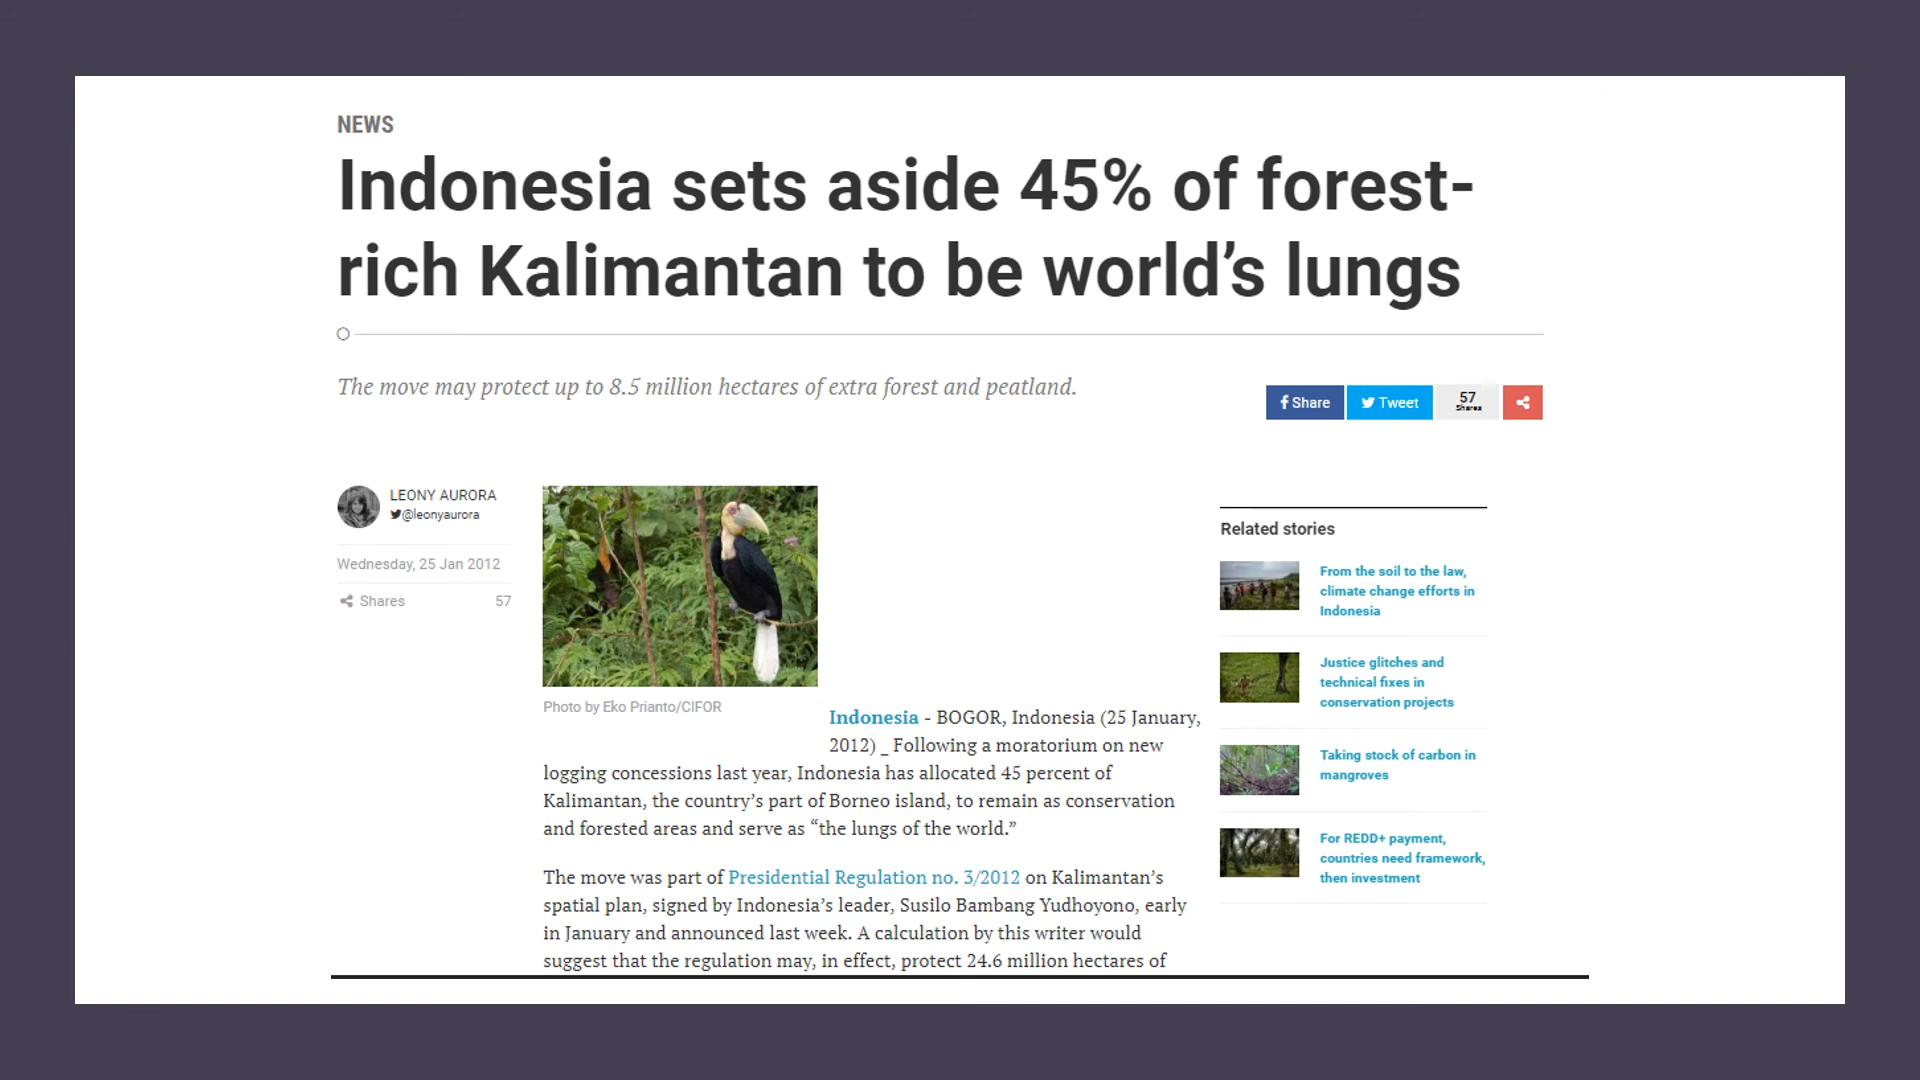 NEWS
Indonesia sets aside 45% of forest-
rich Kalimantan to be world’s lungs
The move may protect up to 8.5 million hectares of extra forest and peatland.
Share
Tweet
57
Shares
LEONY AURORA
@leonyaurora
Wednesday, 25 Jan 2012
Shares 57
Photo by Eko Prianto/CIFOR
Indonesia - BOGOR, Indonesia (25 January,
2012) _ Following a moratorium on new
logging concessions last year, Indonesia has allocated 45 percent of
Kalimantan, the country’s part of Borneo island, to remain as conservation
and forested areas and serve as “the lungs of the world.”
The move was part of Presidential Regulation no. 3/2012 on Kalimantan’s
spatial plan, signed by Indonesia’s leader, Susilo Bambang Yudhoyono, early
in January and announced last week. A calculation by this writer would
suggest that the regulation may, in effect, protect 24.6 million hectares of
Related stories
From the soil to the law,
climate change efforts in
Indonesia
Justice glitches and
technical fixes in
conservation projects
Taking stock of carbon in
mangroves
For REDD+ payment,
countries need framework,
then investment